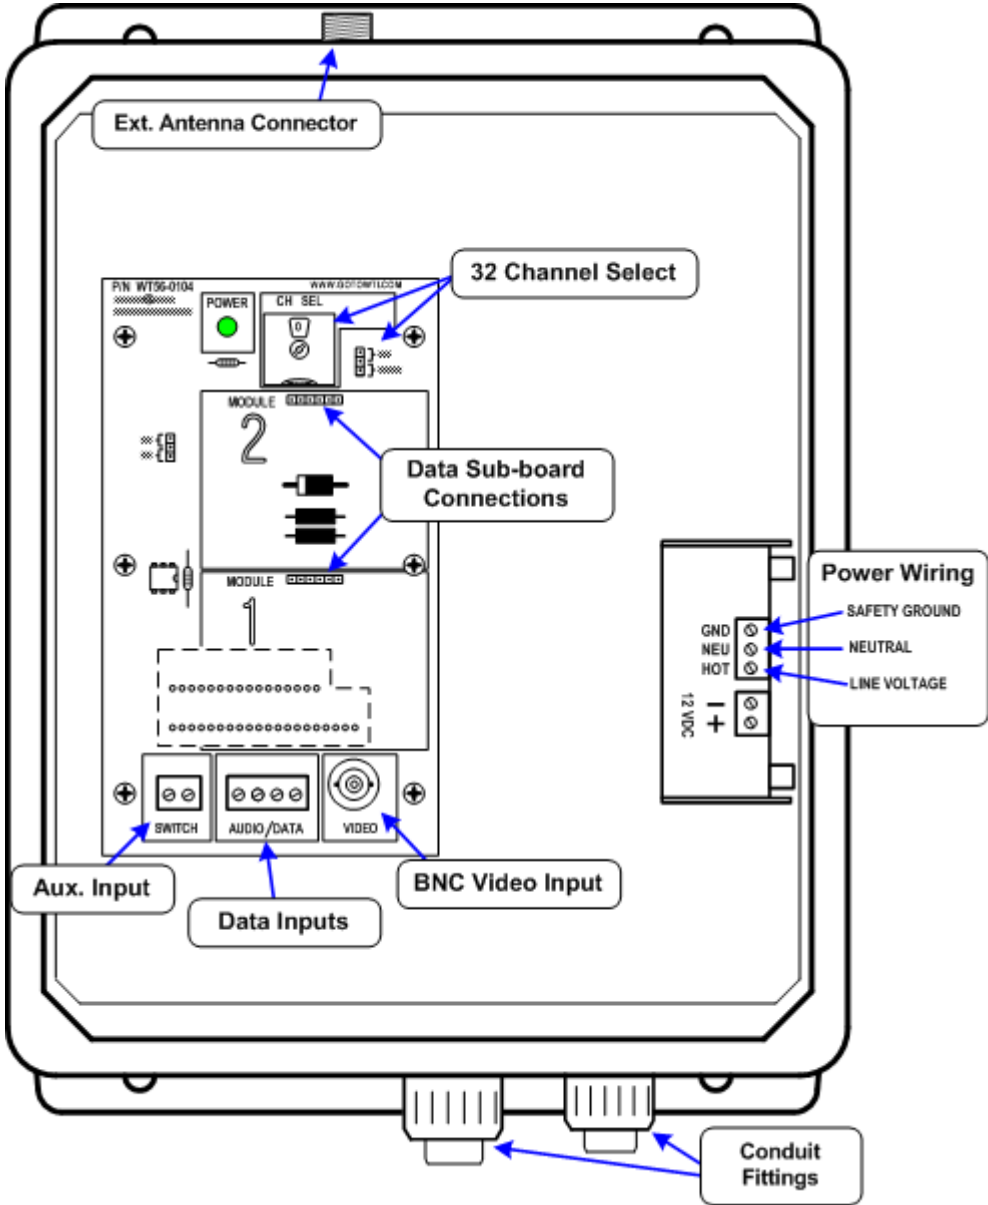 Ext. Antenna Connector
32 Channel Select
P/N WT56-0104
WWW.GOTOWTI.COM
POWER
CH SEL
0
MODULE
2
Data Sub-board
Connections
MODULE
1
Power Wiring
SAFETY GROUND
NEUTRAL
LINE VOLTAGE
GND
NEU
HOT
12 VDC
- +
SWITCH
AUDIO/DATA
VIDEO
Aux. Input
Data Inputs
BNC Video Input
Conduit
Fittings